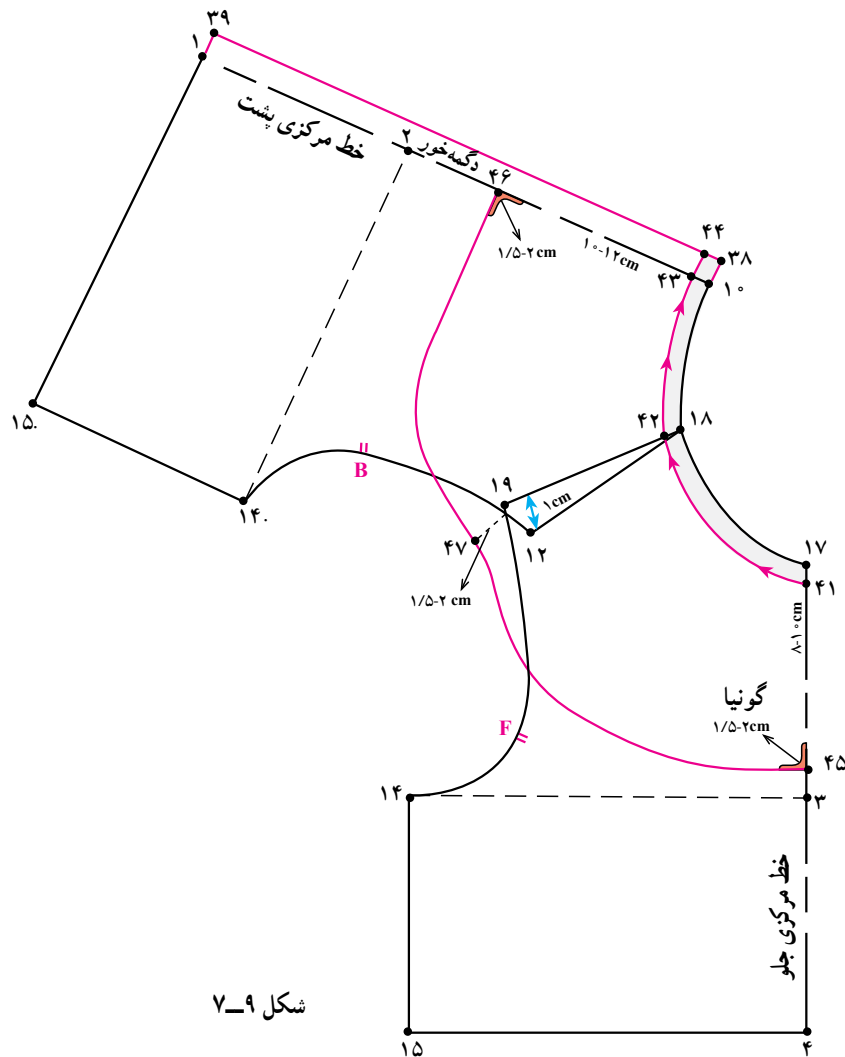 ۳۹
۱
خط مرکزی پشت
۲
دگمه‌خور
۴۶
۱/۵-۲cm
۱۰-۱۲cm
۴۴
۳۸
۴۳
۱۰
۱۵.
B
۱۴.
۴۲
۱۸
۱۹
۱cm
۱۲
۴۷
۱/۵-۲ cm
۱۷
۴۱
۸-۱۰cm
گونیا
۱/۵-۲cm
F
۴۵
۱۴
۳
خط مرکزی جلو
شکل ۹ــ۷
۱۵
۴